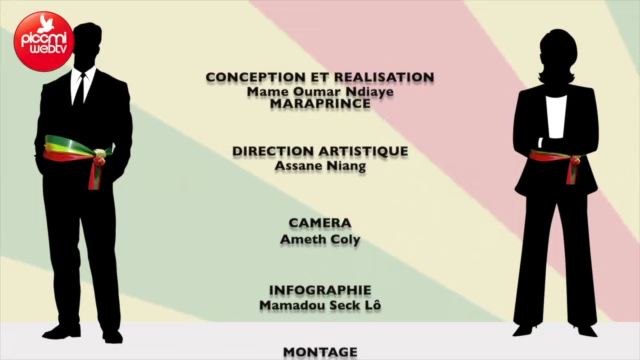 piccmi
webtv
CONCEPTION ET REALISATION
Mame Oumar Ndiaye
MARAPRINCE
DIRECTION ARTISTIQUE
Assane Niang
CAMERA
Ameth Coly
INFOGRAPHIE
Mamadou Seck Lô
MONTAGE